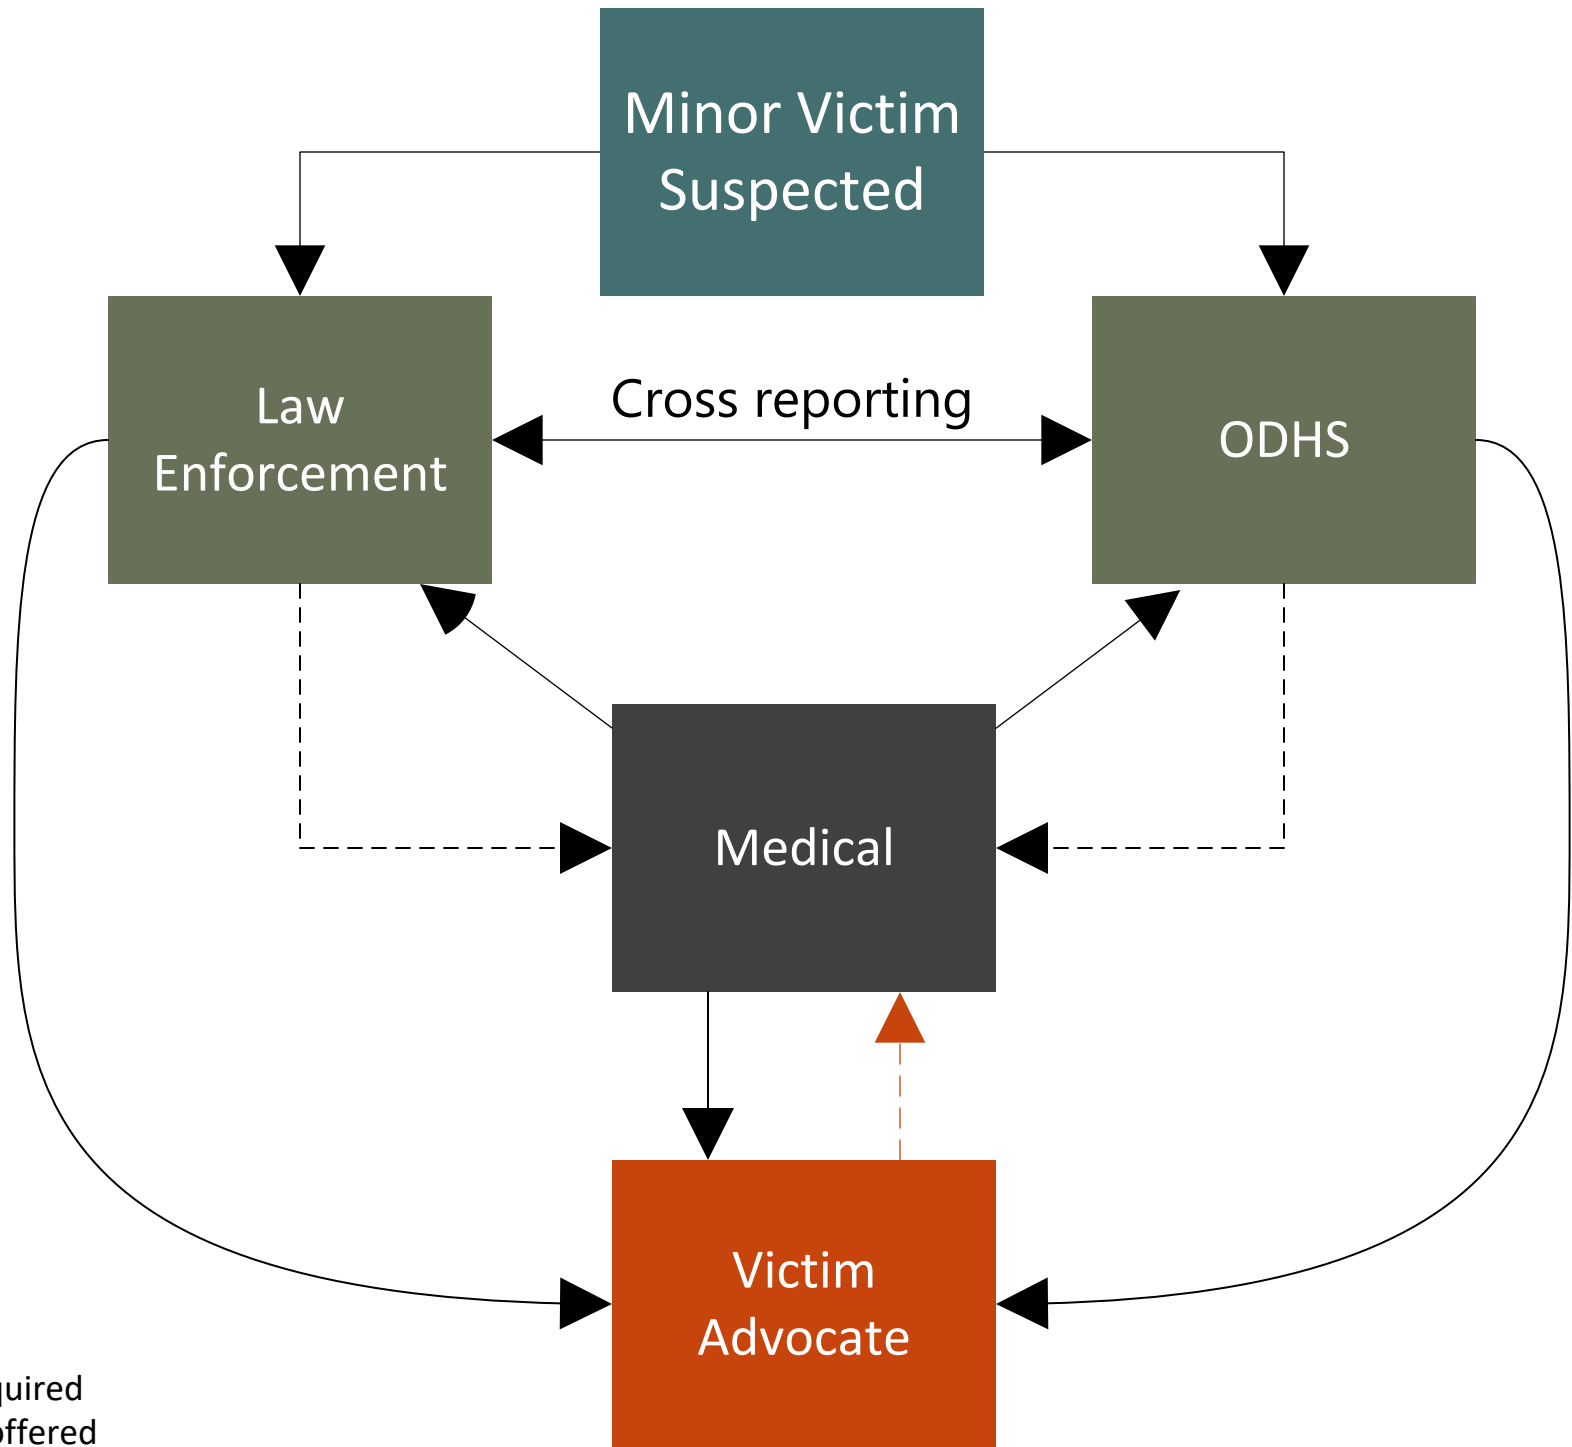 Minor Victim
Suspected
Law
Enforcement
Cross reporting
ODHS
Medical
Victim
Advocate